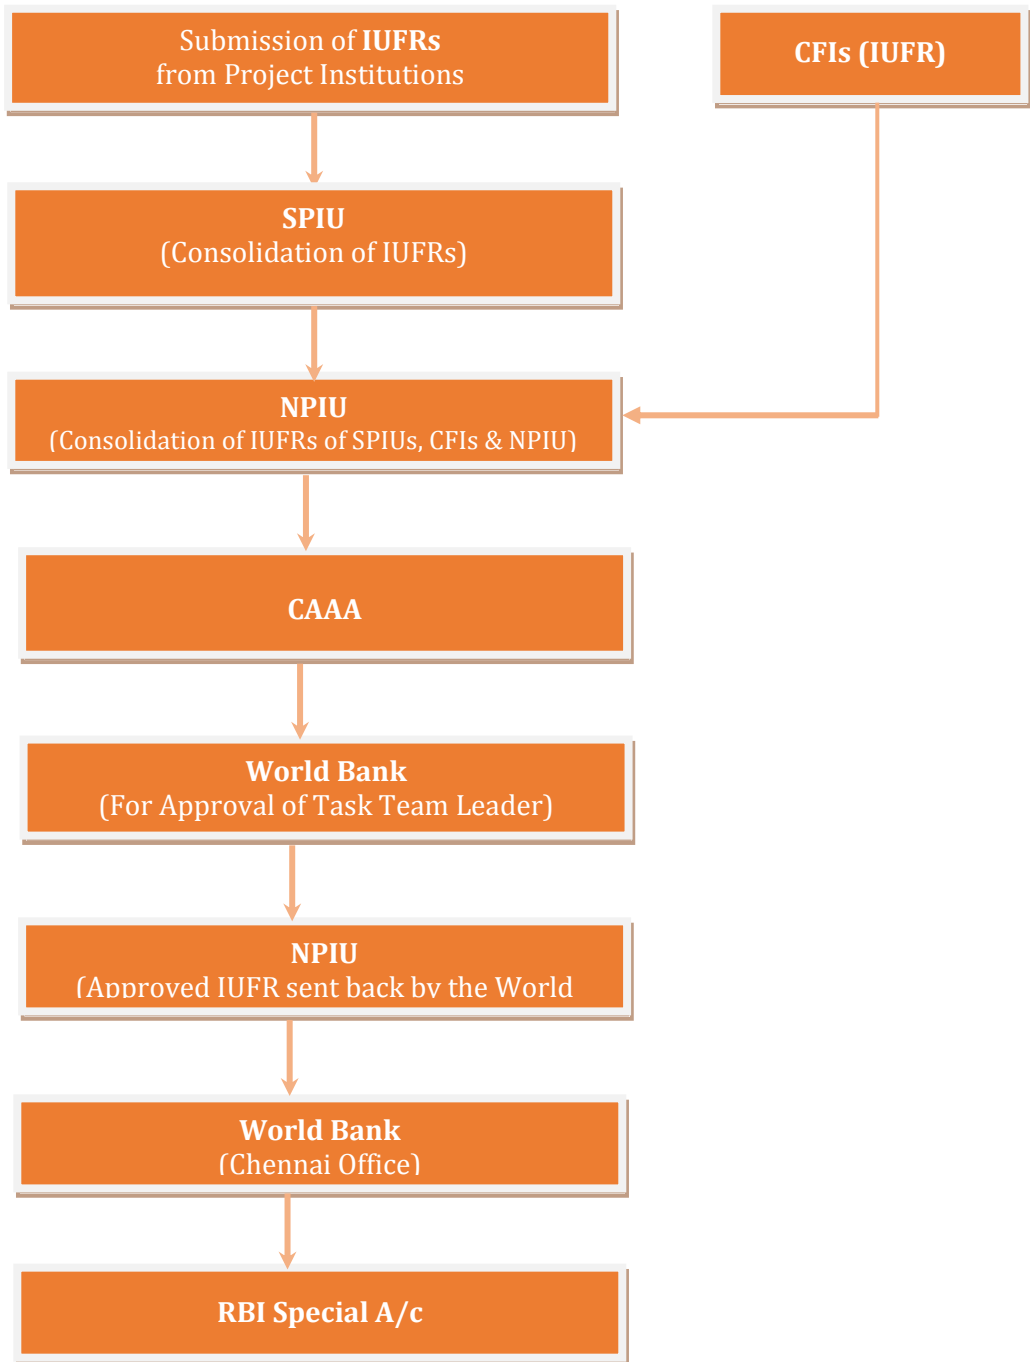 Submission of IUFRs
from Project Institutions
CFIs (IUFR)
SPIU
(Consolidation of IUFRs)
NPIU
(Consolidation of IUFRs of SPIUs, CFIs & NPIU)
CAAA
World Bank
(For Approval of Task Team Leader)
NPIU
(Approved IUFR sent back by the World
World Bank
(Chennai Office)
RBI Special A/c